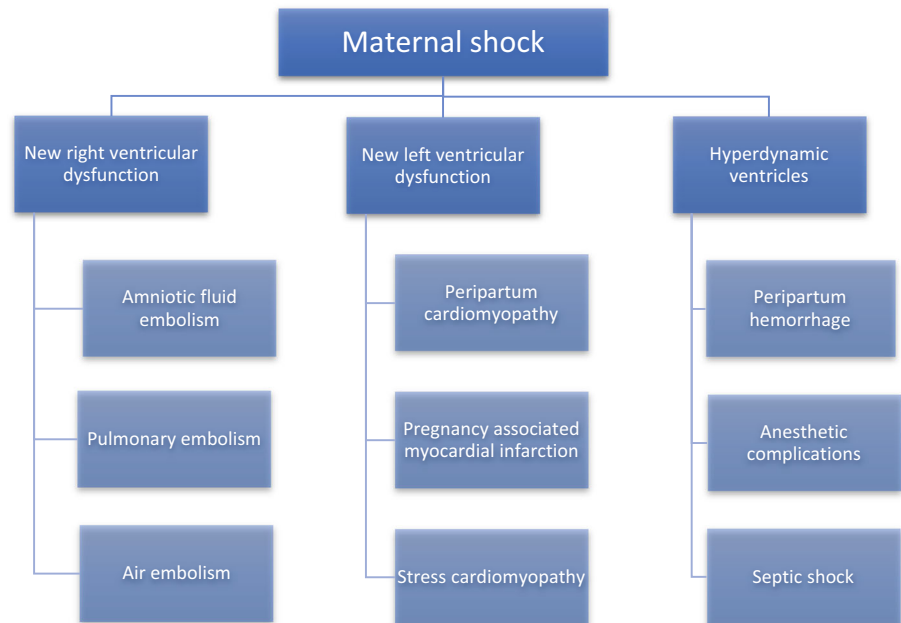 Maternal shock
New right ventricular
dysfunction
Amniotic fluid
embolism
Pulmonary embolism
Air embolism
New left ventricular
dysfunction
Peripartum
cardiomyopathy
Pregnancy associated
myocardial infarction
Stress cardiomyopathy
Hyperdynamic
ventricles
Peripartum
hemorrhage
Anesthetic
complications
Septic shock